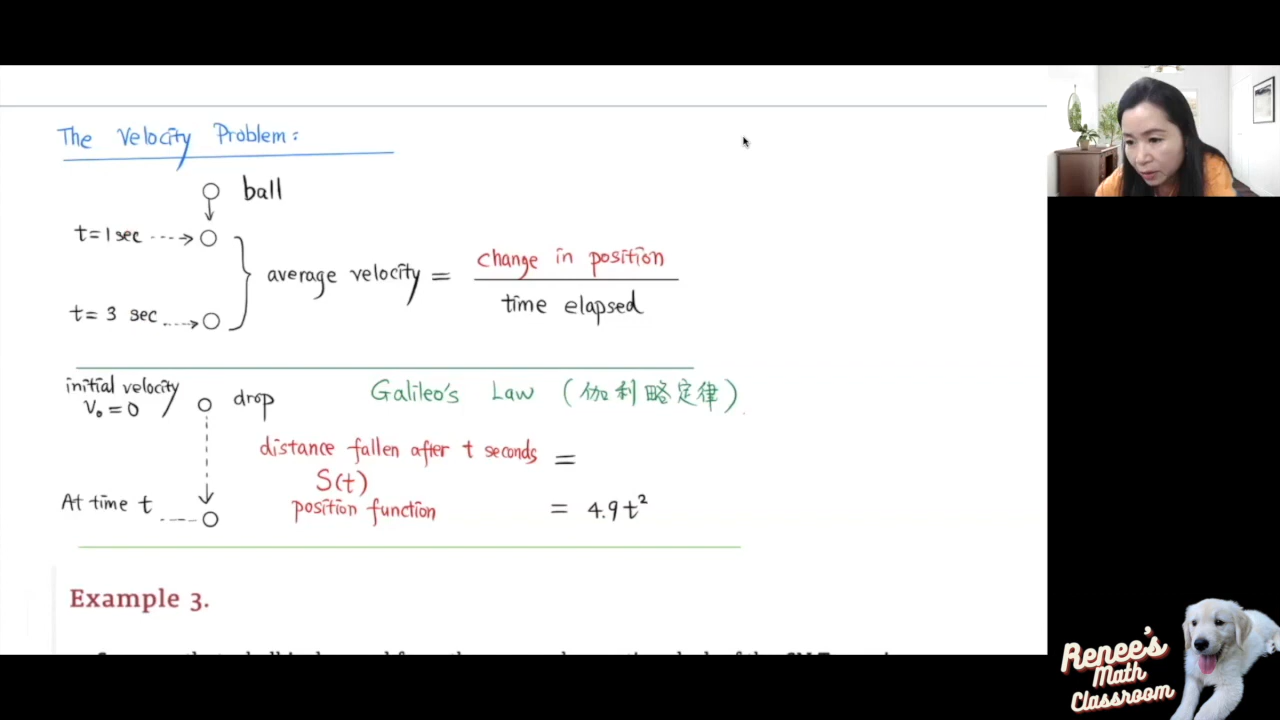 The Velocity Problem:
ball
t=1sec
average velocity = change in position
time elapsed
t= 3 sec
initial velocity
V₀=0
drop
Galileo's Law (伽利略定律)
distance fallen after t seconds =
S(t)
position function = 4.9t²
At time t
Example 3.
Renee's
Math
Classroom